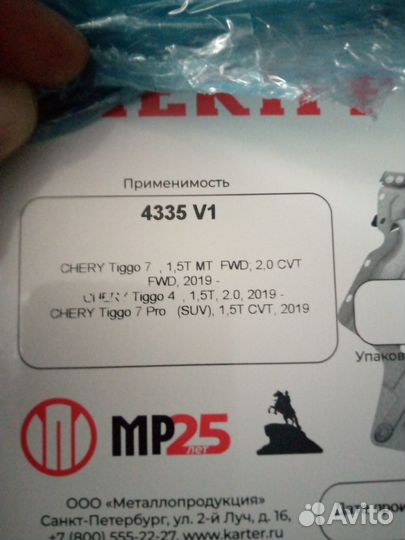 Применимость
4335 V1
CHERY Tiggo 7 , 1,5T MT FWD, 2,0 CVT
FWD, 2019 -
CHERY Tiggo 4 , 1,5T, 2.0, 2019 -
CHERY Tiggo 7 Pro (SUV), 1,5T CVT, 2019
Упаков
МР25
лет
ООО «Металлопродукция»
Санкт-Петербург, ул. 2-й Луч, д. 16,
+7 (800) 555-22-27, www.karter.ru
Avito